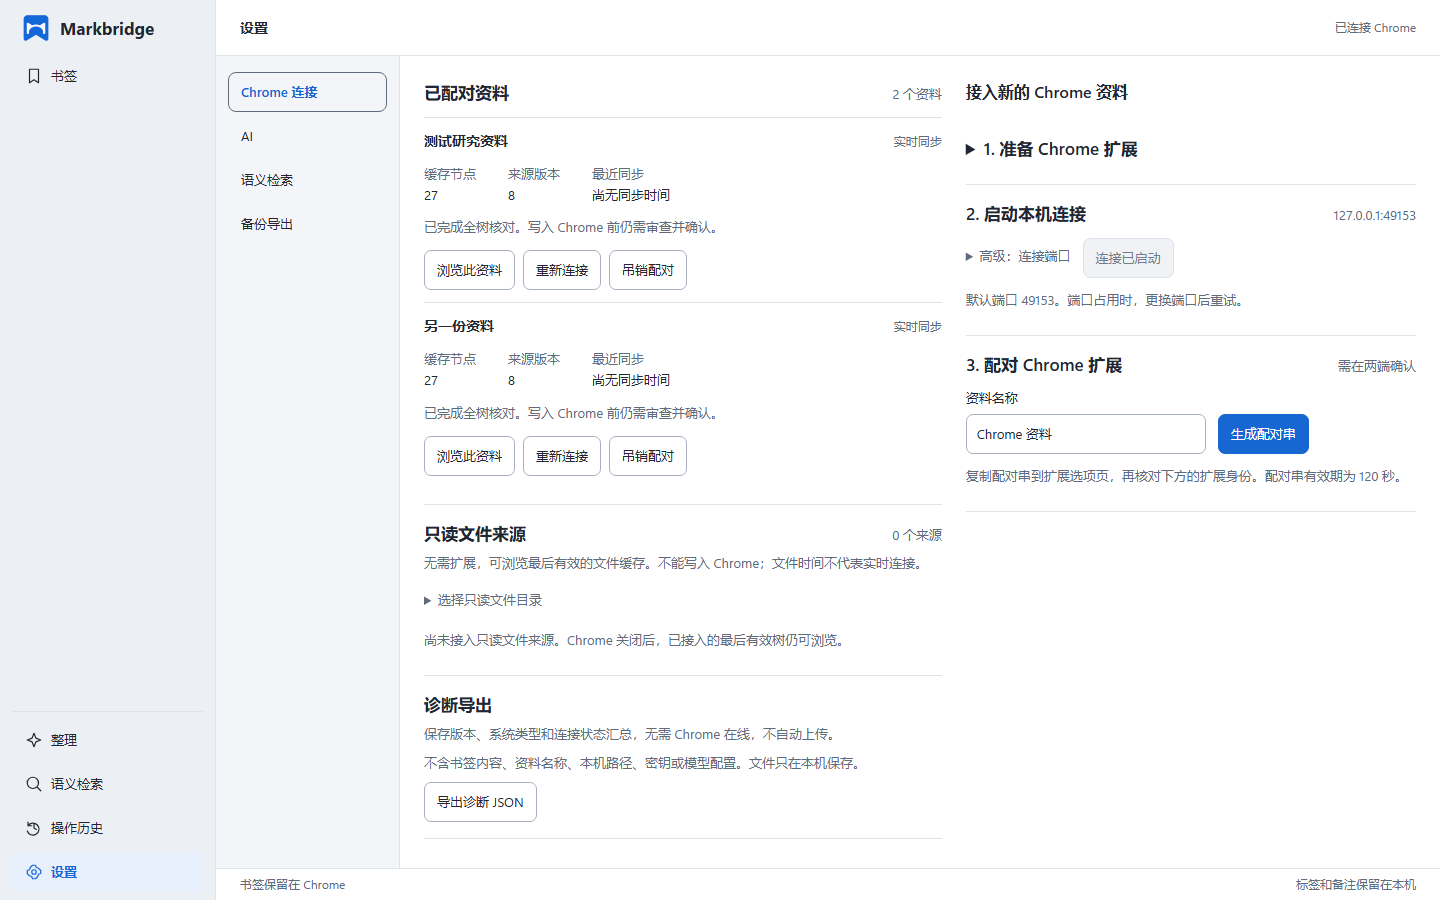 Markbridge
书签
整理
语义检索
操作历史
设置
设置
已连接 Chrome
Chrome 连接
AI
语义检索
备份导出
已配对资料
2 个资料
测试研究资料
实时同步
缓存节点 来源版本 最近同步
27 8 尚无同步时间
已完成全树核对。写入 Chrome 前仍需审查并确认。
浏览此资料 重新连接 吊销配对
另一份资料
实时同步
缓存节点 来源版本 最近同步
27 8 尚无同步时间
已完成全树核对。写入 Chrome 前仍需审查并确认。
浏览此资料 重新连接 吊销配对
只读文件来源
0 个来源
无需扩展，可浏览最后有效的文件缓存。不能写入 Chrome；文件时间不代表实时连接。
选择只读文件目录
尚未接入只读文件来源。Chrome 关闭后，已接入的最后有效树仍可浏览。
诊断导出
保存版本、系统类型和连接状态汇总，无需 Chrome 在线，不自动上传。
不含书签内容、资料名称、本机路径、密钥或模型配置。文件只在本机保存。
导出诊断 JSON
接入新的 Chrome 资料
1. 准备 Chrome 扩展
2. 启动本机连接
127.0.0.1:49153
高级：连接端口 连接已启动
默认端口 49153。端口占用时，更换端口后重试。
3. 配对 Chrome 扩展
需在两端确认
资料名称
Chrome 资料 生成配对串
复制配对串到扩展选项页，再核对下方的扩展身份。配对串有效期为 120 秒。
书签保留在 Chrome
标签和备注保留在本机